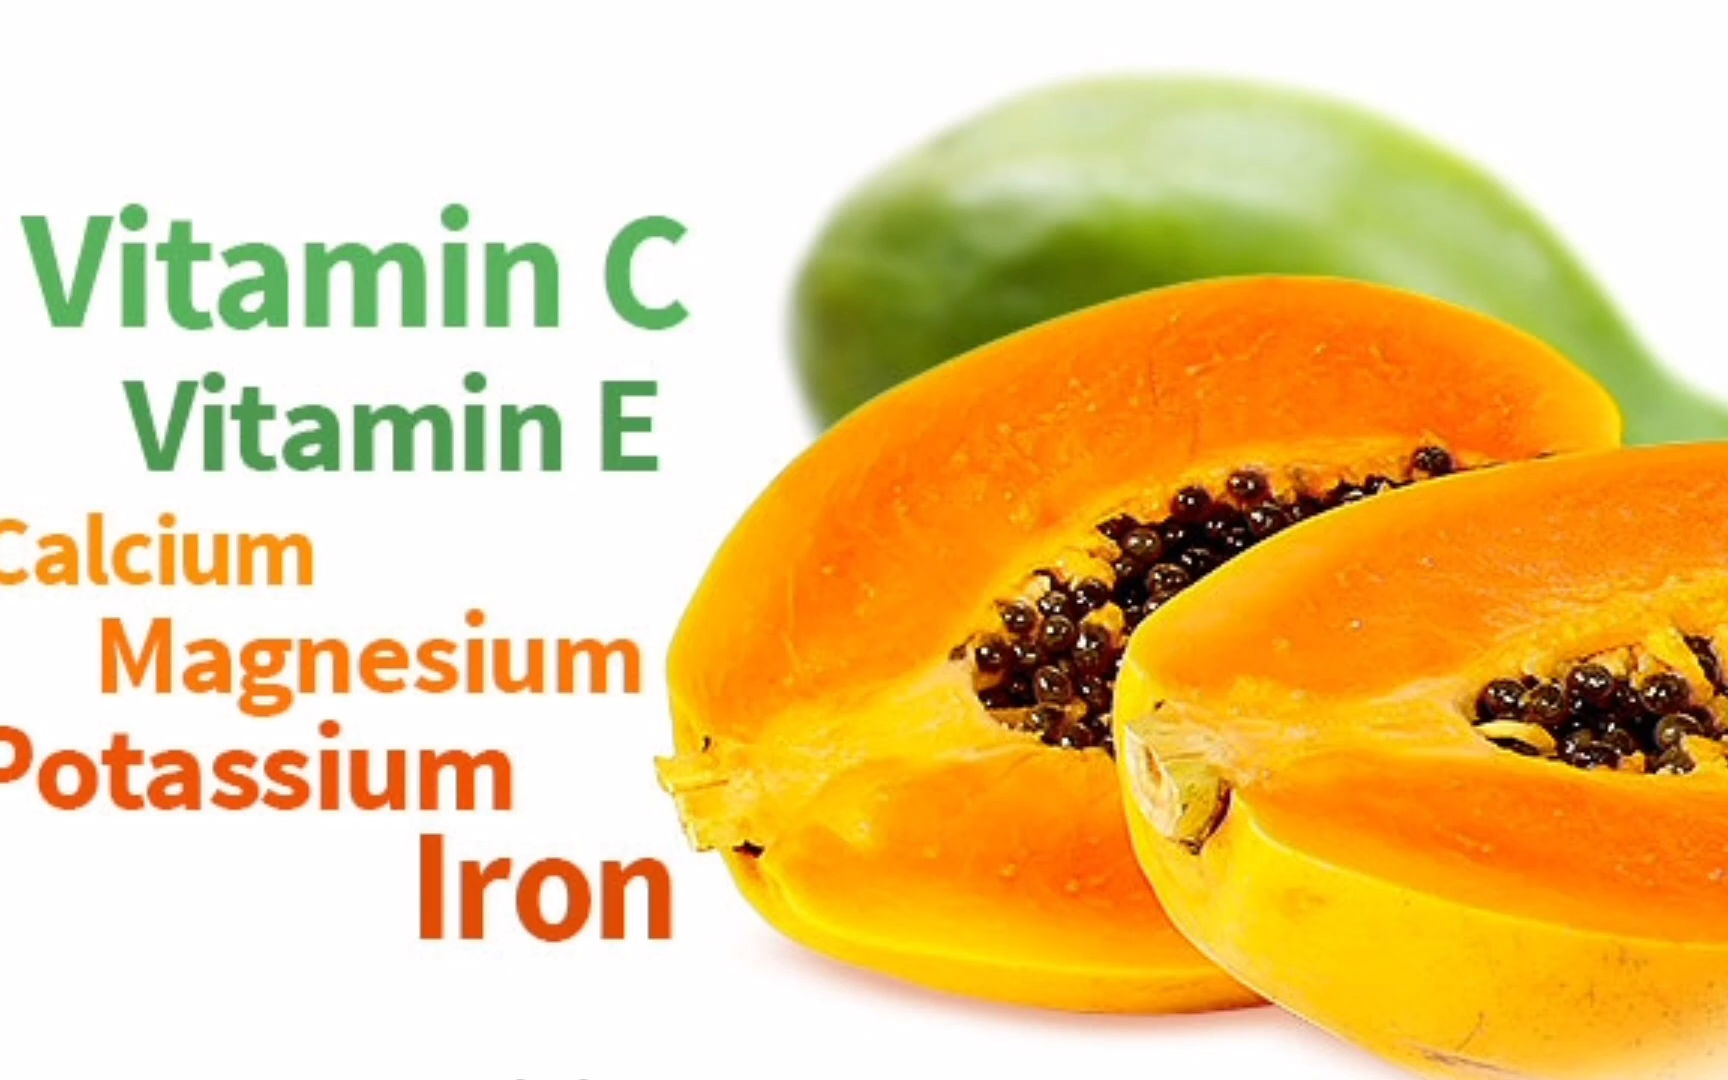 Vitamin C
Vitamin E
Calcium
Magnesium
Potassium
Iron